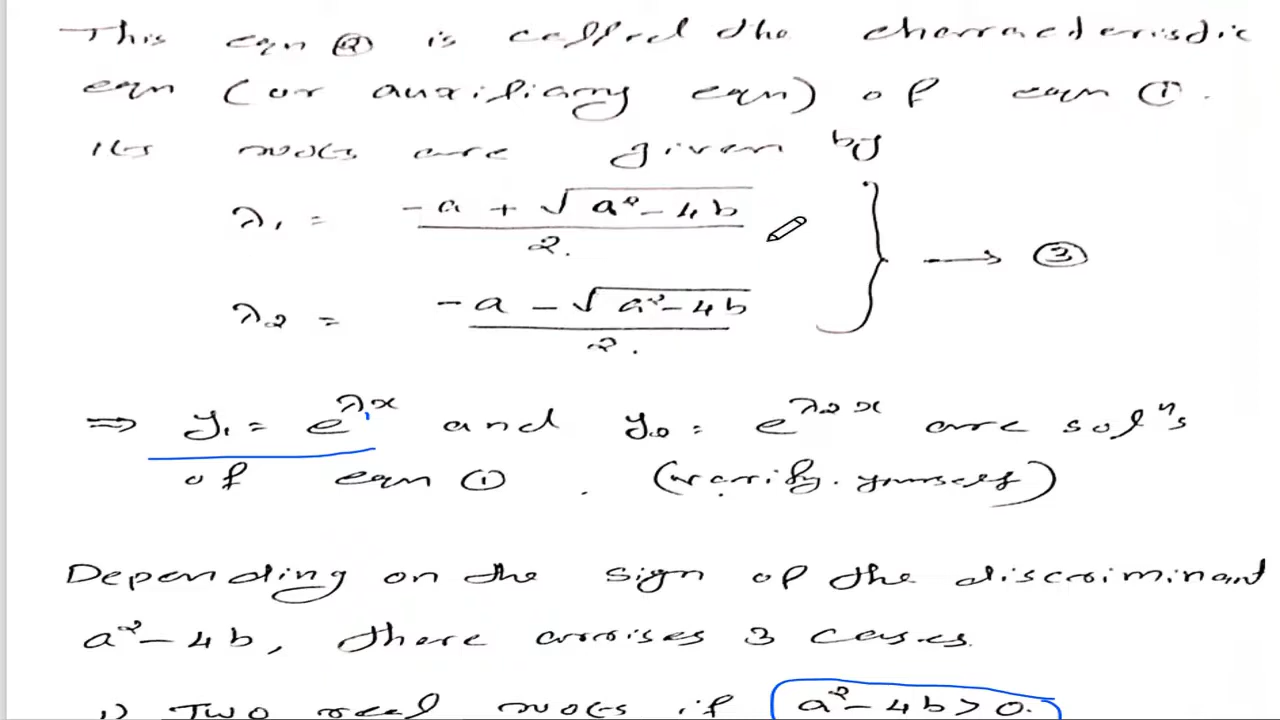 This eqn ② is called the characteristic
eqn (or auxiliary eqn) of eqn ①.
Its roots are given by
λ₁ = (-a + √(a² - 4b)) / 2.
λ₂ = (-a - √(a² - 4b)) / 2.
→ ③
⇒ y₁ = e^(λ₁x) and y₂ = e^(λ₂x) are solⁿs
of eqn ①. (verify yourself)
Depending on the sign of the discriminant
a² - 4b, there arises 3 cases.
1) Two real roots if a² - 4b > 0.